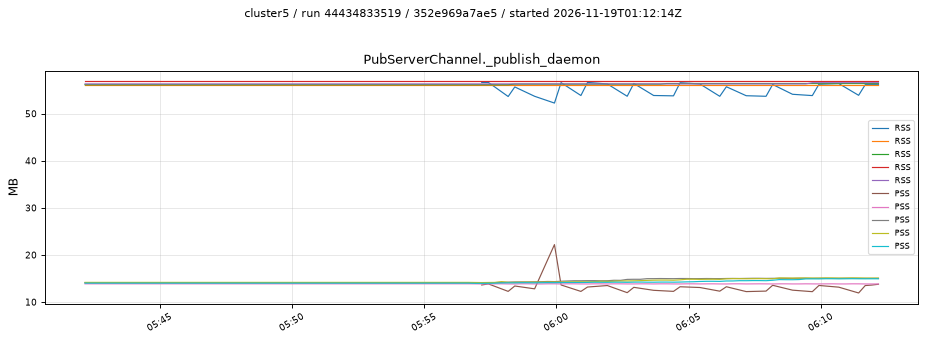 cluster5 / run 44434833519 / 352e969a7ae5 / started 2026-11-19T01:12:14Z
PubServerChannel._publish_daemon
MB
50
40
30
20
10
RSS
RSS
RSS
RSS
RSS
PSS
PSS
PSS
PSS
PSS
05:45
05:50
05:55
06:00
06:05
06:10